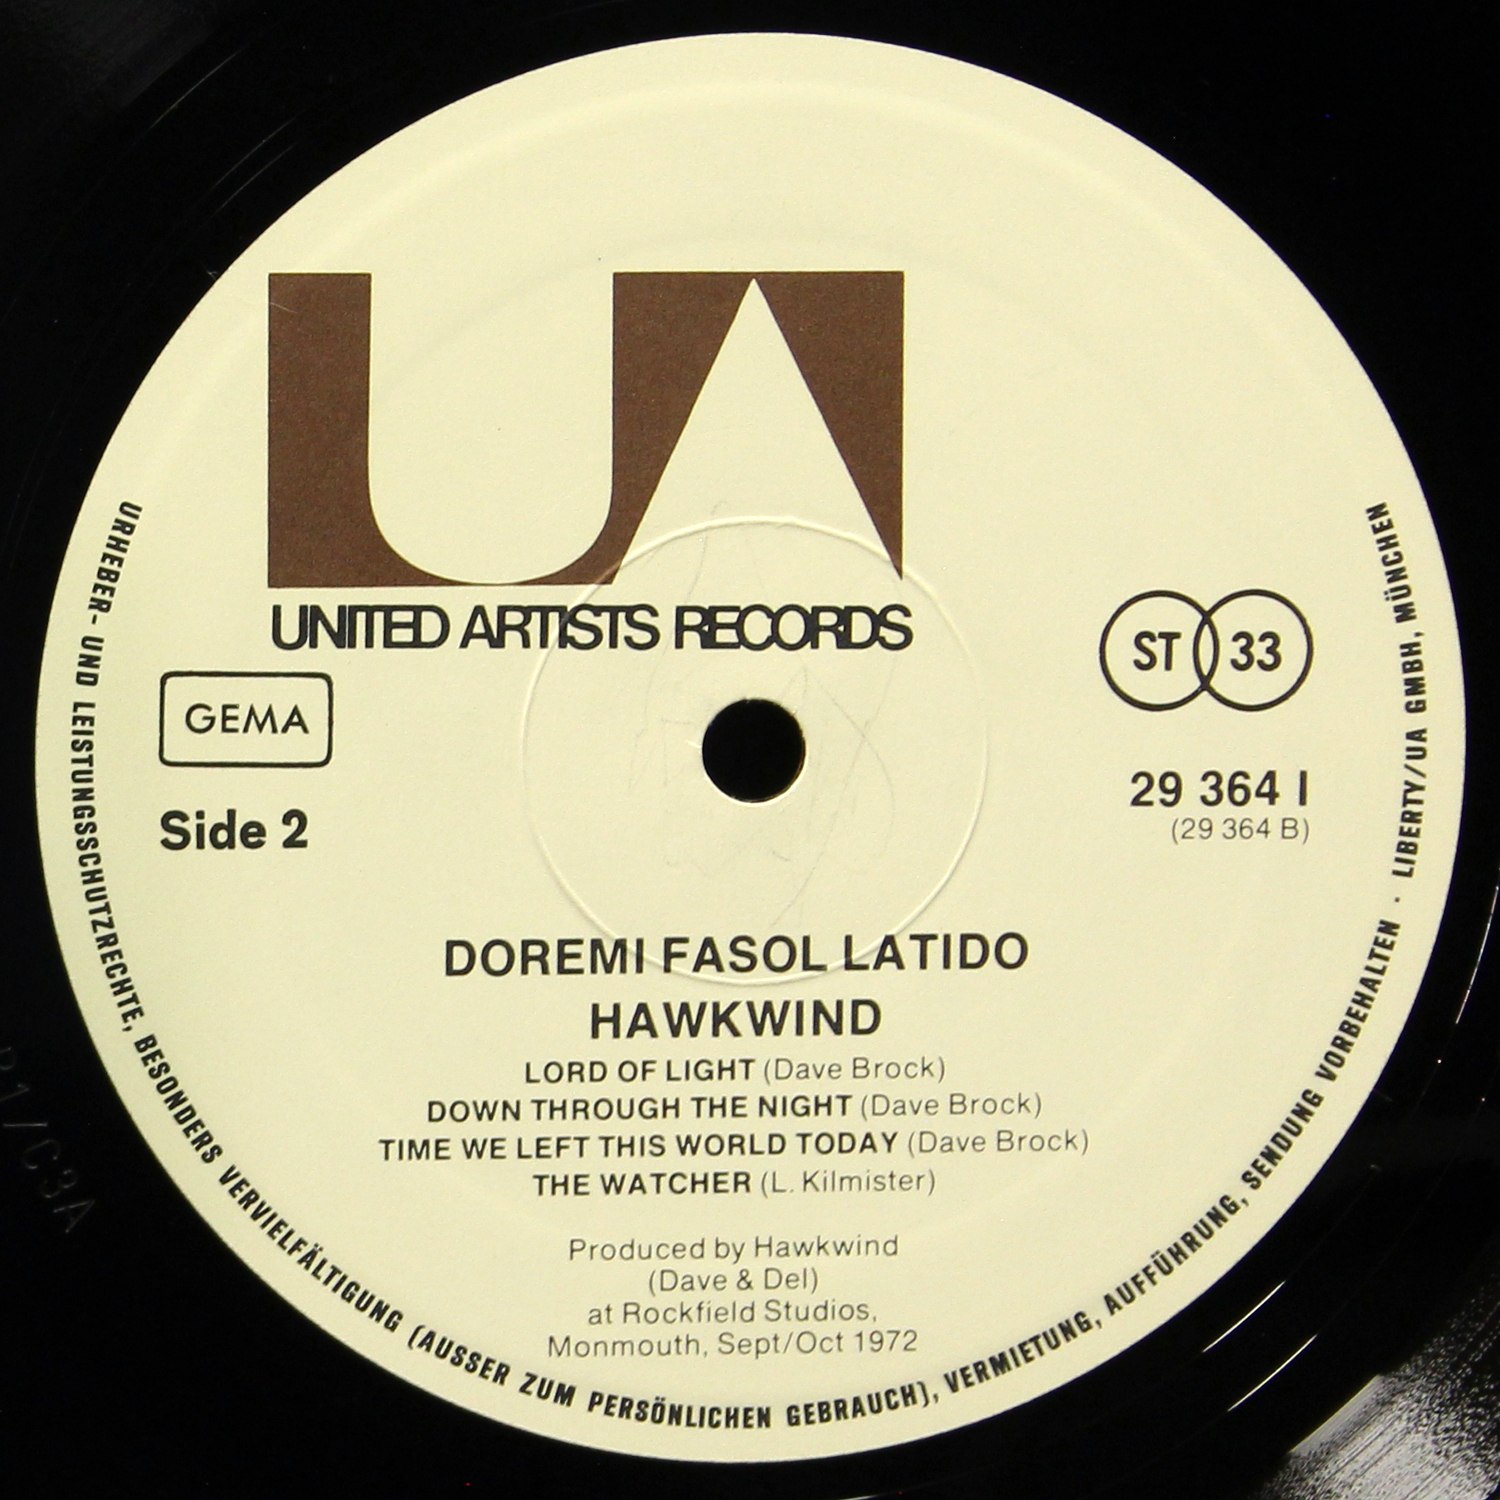 UA
UNITED ARTISTS RECORDS
GEMA
ST 33
Side 2
29 364 I
(29 364 B)
DOREMI FASOL LATIDO
HAWKWIND
LORD OF LIGHT (Dave Brock)
DOWN THROUGH THE NIGHT (Dave Brock)
TIME WE LEFT THIS WORLD TODAY (Dave Brock)
THE WATCHER (L. Kilmister)
Produced by Hawkwind
(Dave & Del)
at Rockfield Studios,
Monmouth, Sept/Oct 1972
URHEBER- UND LEISTUNGSSCHUTZRECHTE, BESONDERS VERVIELFÄLTIGUNG (AUSSER ZUM PERSÖNLICHEN GEBRAUCH), VERMIETUNG, AUFFÜHRUNG, SENDUNG VORBEHALTEN · LIBERTY/UA GMBH, MÜNCHEN